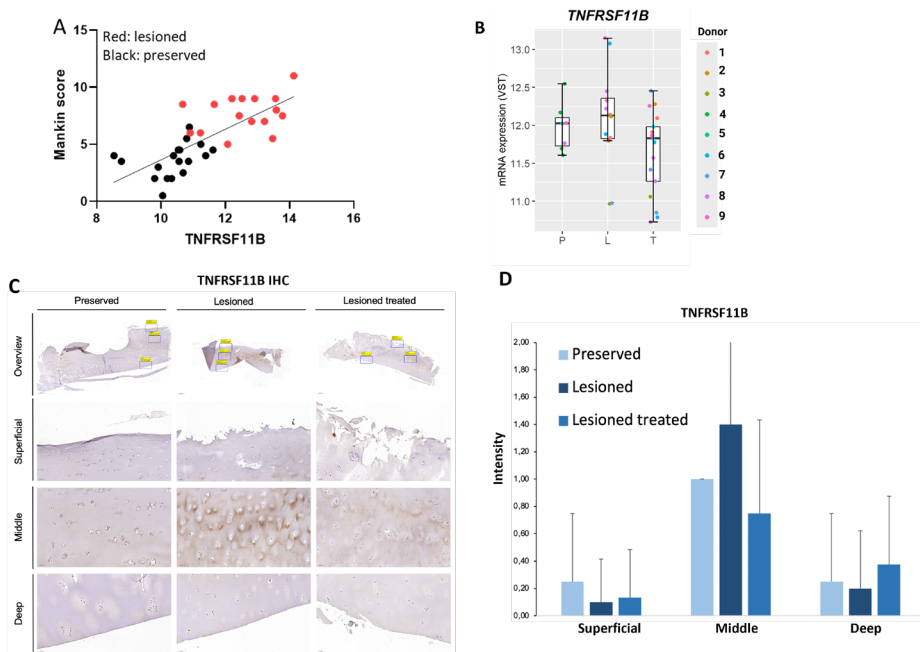 A
Red: lesioned
Black: preserved
Mankin score
15
10
5
0
8
10
12
14
16
TNFRSF11B
B
TNFRSF11B
mRNA expression (VST)
13.0
12.5
12.0
11.5
11.0
P
L
T
Donor
1
2
3
4
5
6
7
8
9
C
TNFRSF11B IHC
Preserved
Lesioned
Lesioned treated
Overview
Superficial
Middle
Deep
D
TNFRSF11B
Intensity
2,00
1,80
1,60
1,40
1,20
1,00
0,80
0,60
0,40
0,20
0,00
Preserved
Lesioned
Lesioned treated
Superficial
Middle
Deep